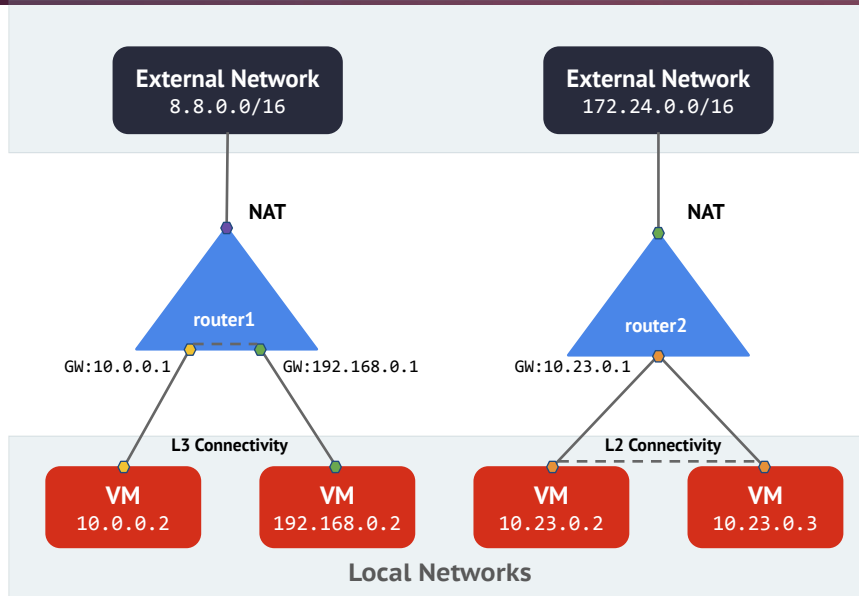 External Network
8.8.0.0/16
External Network
172.24.0.0/16
NAT
NAT
router1
router2
GW:10.0.0.1
GW:192.168.0.1
GW:10.23.0.1
L3 Connectivity
L2 Connectivity
VM
10.0.0.2
VM
192.168.0.2
VM
10.23.0.2
VM
10.23.0.3
Local Networks